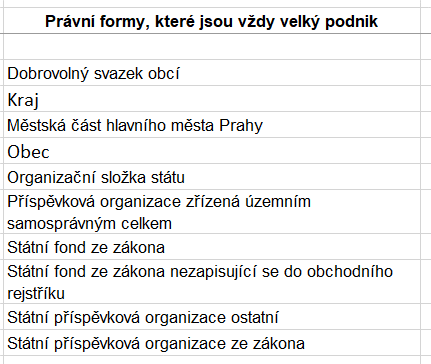 Právní formy, které jsou vždy velký podnik
Dobrovolný svazek obcí
Kraj
Městská část hlavního města Prahy
Obec
Organizační složka státu
Příspěvková organizace zřízená územním
samosprávným celkem
Státní fond ze zákona
Státní fond ze zákona nezapisující se do obchodního
rejstříku
Státní příspěvková organizace ostatní
Státní příspěvková organizace ze zákona